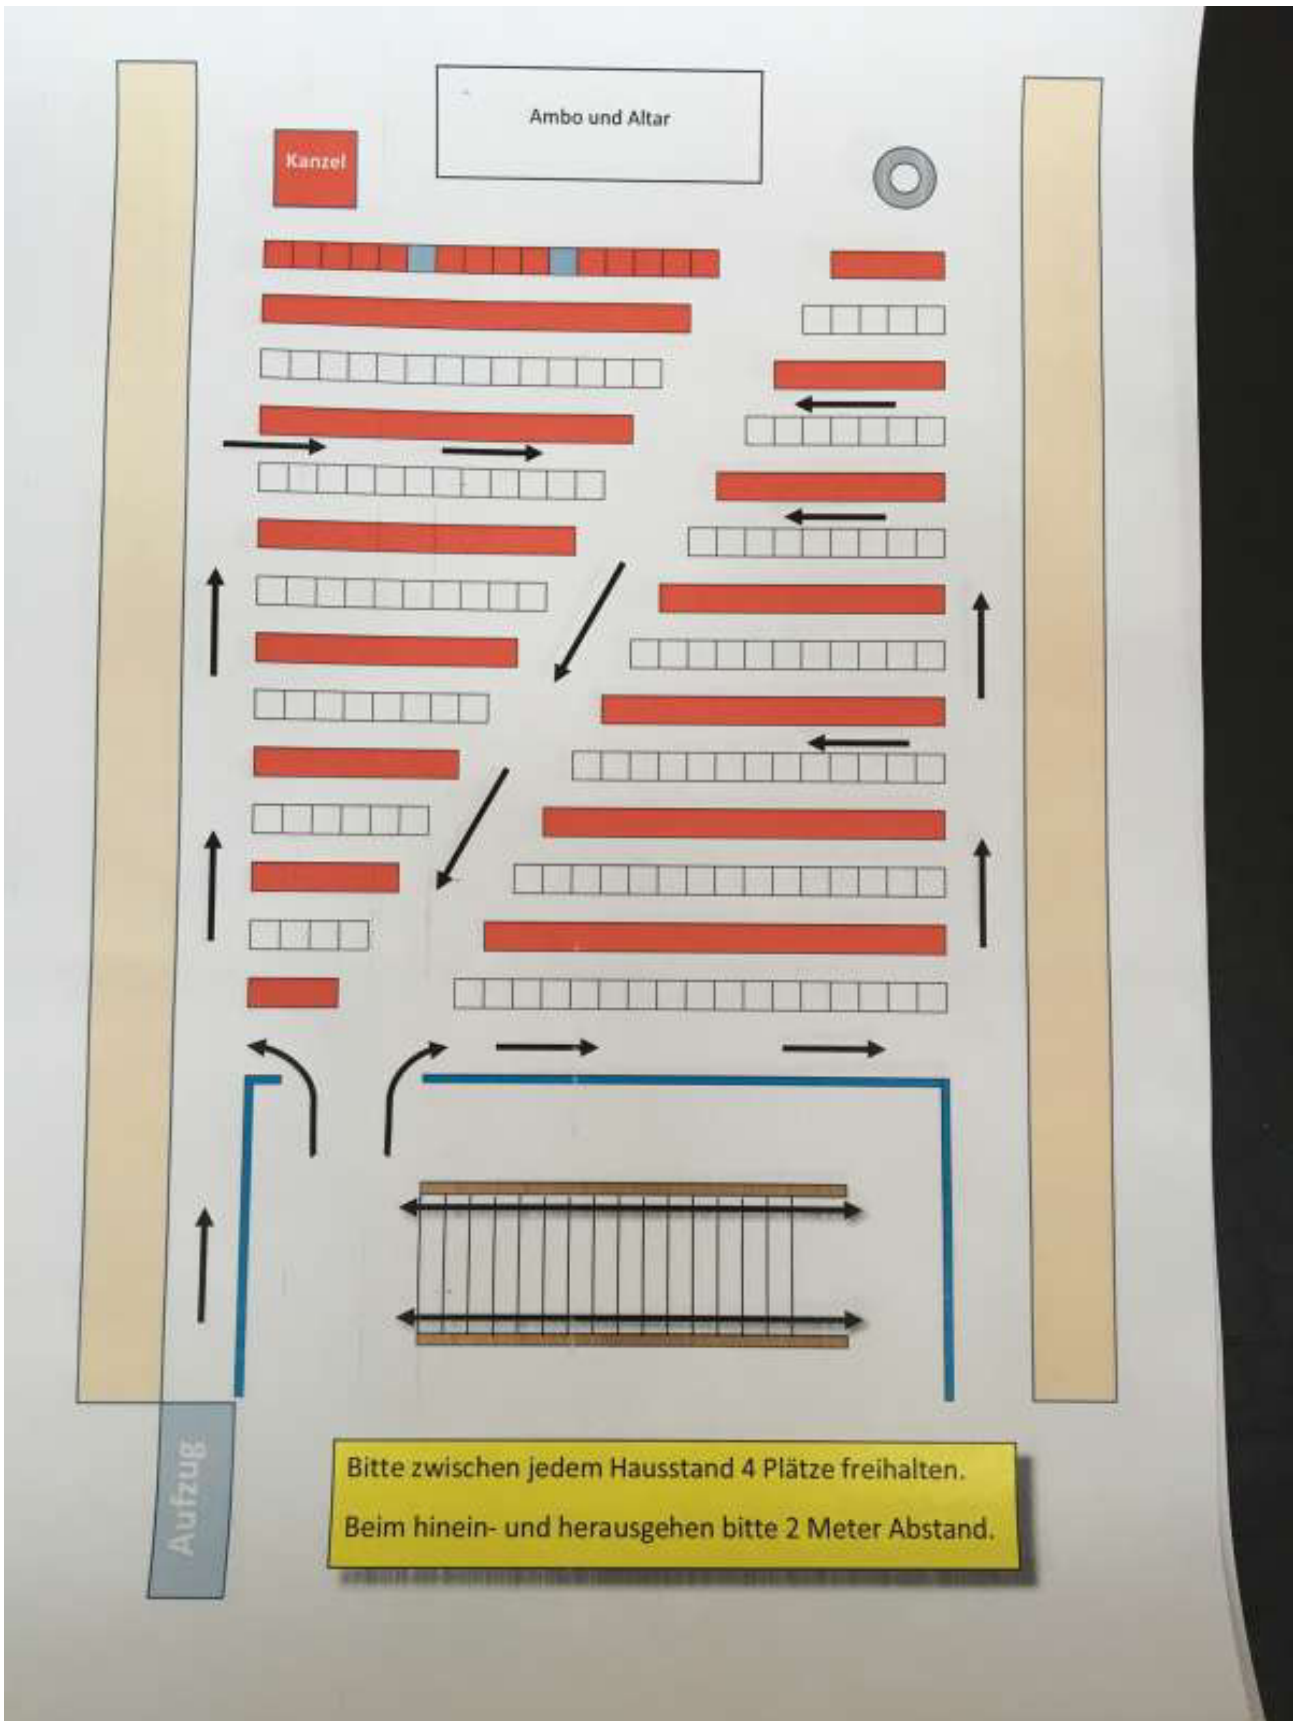 Ambo und Altar
Kanzel
Aufzug
Bitte zwischen jedem Hausstand 4 Plätze freihalten.
Beim hinein- und herausgehen bitte 2 Meter Abstand.